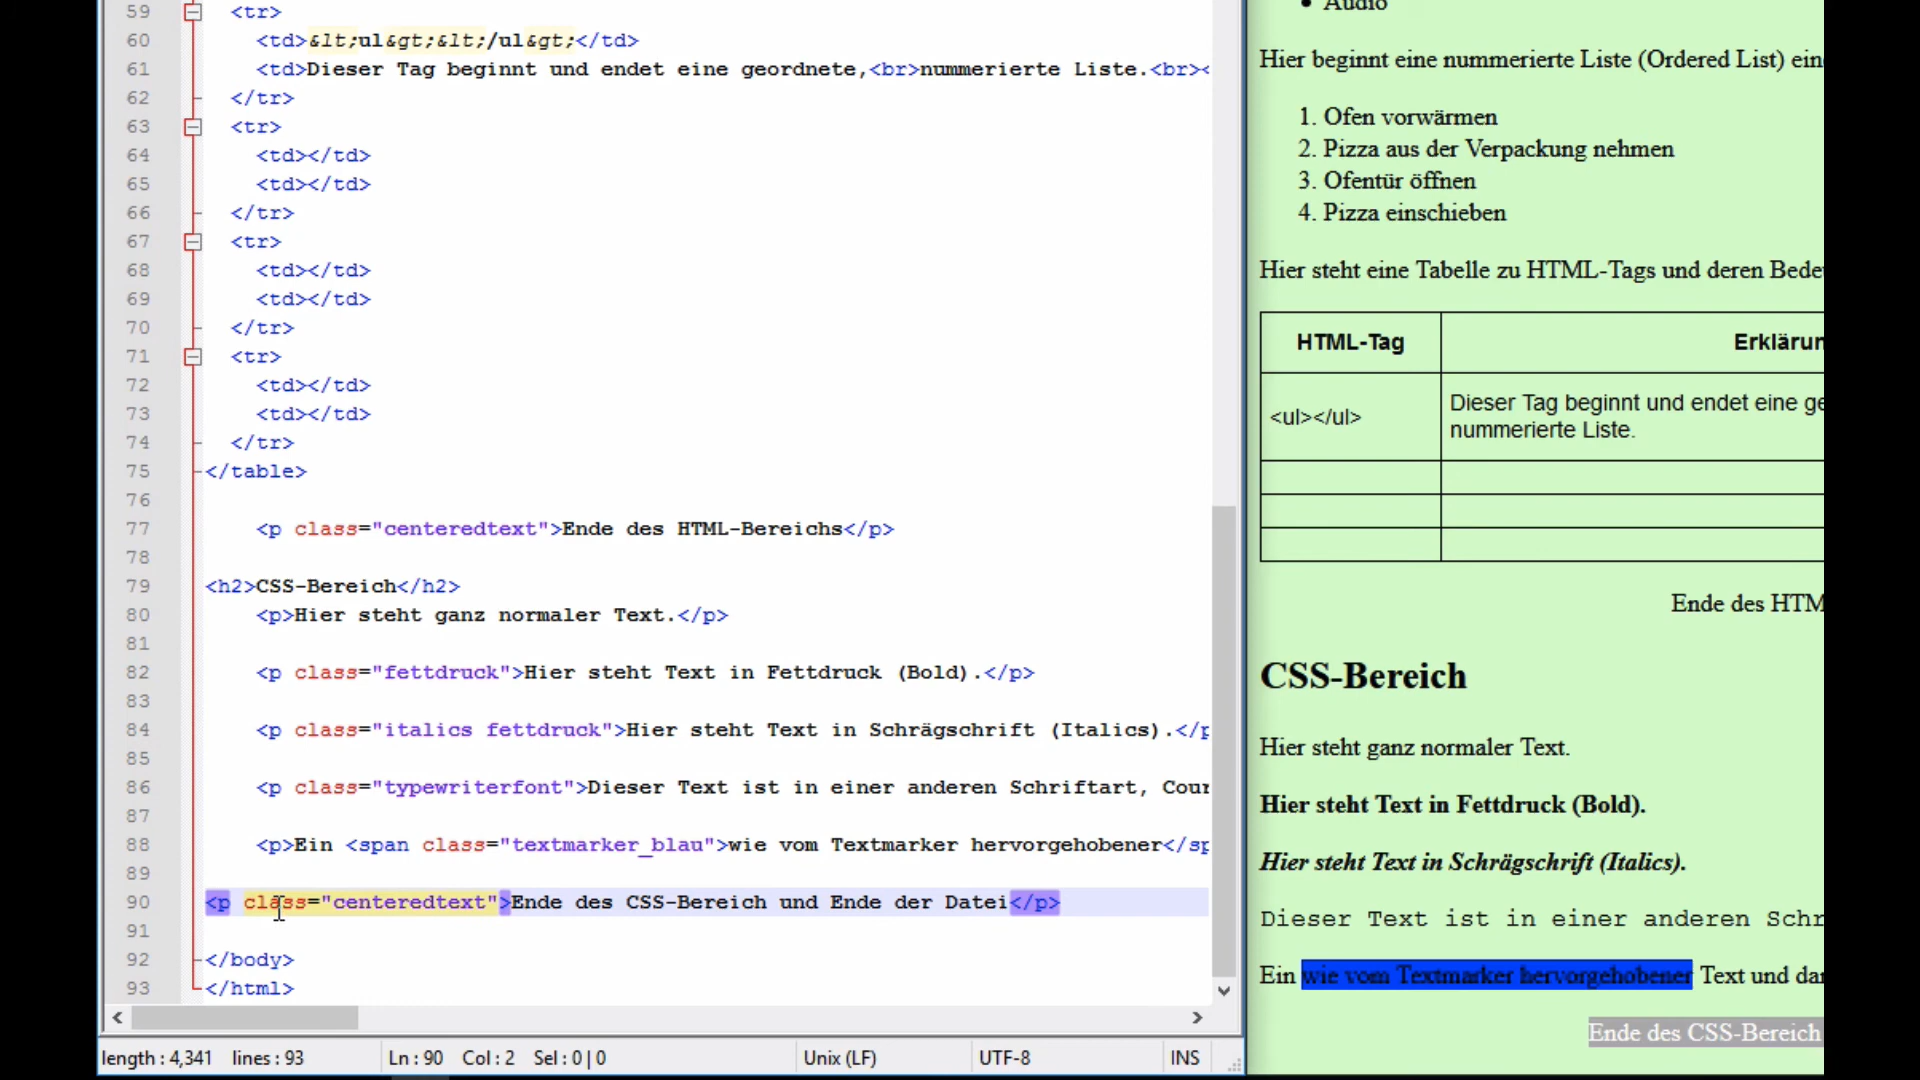 59 <tr>
60 <td>&lt;ul&gt;&lt;/ul&gt;</td>
61 <td>Dieser Tag beginnt und endet eine geordnete,<br>nummerierte Liste.<br><
62 </tr>
63 <tr>
64 <td></td>
65 <td></td>
66 </tr>
67 <tr>
68 <td></td>
69 <td></td>
70 </tr>
71 <tr>
72 <td></td>
73 <td></td>
74 </tr>
75 </table>
76
77 <p class="centeredtext">Ende des HTML-Bereichs</p>
78
79 <h2>CSS-Bereich</h2>
80 <p>Hier steht ganz normaler Text.</p>
81
82 <p class="fettdruck">Hier steht Text in Fettdruck (Bold).</p>
83
84 <p class="italics fettdruck">Hier steht Text in Schrägschrift (Italics).</p
85
86 <p class="typewriterfont">Dieser Text ist in einer anderen Schriftart, Cour
87
88 <p>Ein <span class="textmarker_blau">wie vom Textmarker hervorgehobener</sp
89
90 <p class="centeredtext">Ende des CSS-Bereich und Ende der Datei</p>
91
92 </body>
93 </html>
length : 4,341 lines : 93 Ln : 90 Col : 2 Sel : 0 | 0 Unix (LF) UTF-8 INS
• Audio
Hier beginnt eine nummerierte Liste (Ordered List) ein
1. Ofen vorwärmen
2. Pizza aus der Verpackung nehmen
3. Ofentür öffnen
4. Pizza einschieben
Hier steht eine Tabelle zu HTML-Tags und deren Bede
HTML-Tag Erklärun
<ul></ul> Dieser Tag beginnt und endet eine ge
nummerierte Liste.
Ende des HTM
CSS-Bereich
Hier steht ganz normaler Text.
Hier steht Text in Fettdruck (Bold).
Hier steht Text in Schrägschrift (Italics).
Dieser Text ist in einer anderen Schr
Ein wie vom Textmarker hervorgehobener Text und dan
Ende des CSS-Bereich